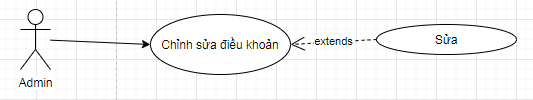 Chỉnh sửa điều khoản
extends
Sửa
Admin